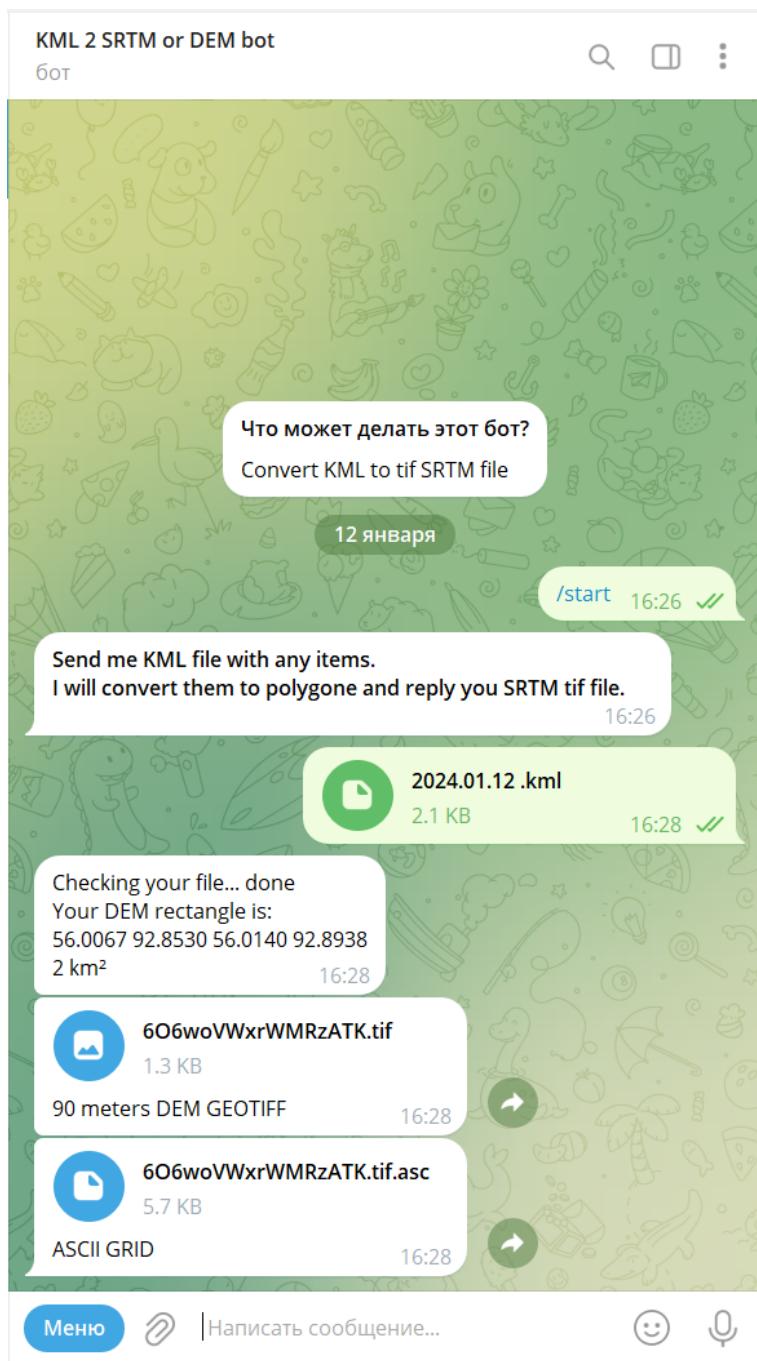 KML 2 SRTM or DEM bot
бот
Что может делать этот бот?
Convert KML to tif SRTM file
12 января
/start 16:26
Send me KML file with any items.
I will convert them to polygone and reply you SRTM tif file.
16:26
2024.01.12 .kml
2.1 KB 16:28
Checking your file... done
Your DEM rectangle is:
56.0067 92.8530 56.0140 92.8938
2 km² 16:28
6O6woVWxrWMRzATK.tif
1.3 KB
90 meters DEM GEOTIFF 16:28
6O6woVWxrWMRzATK.tif.asc
5.7 KB
ASCII GRID 16:28
Меню Написать сообщение...